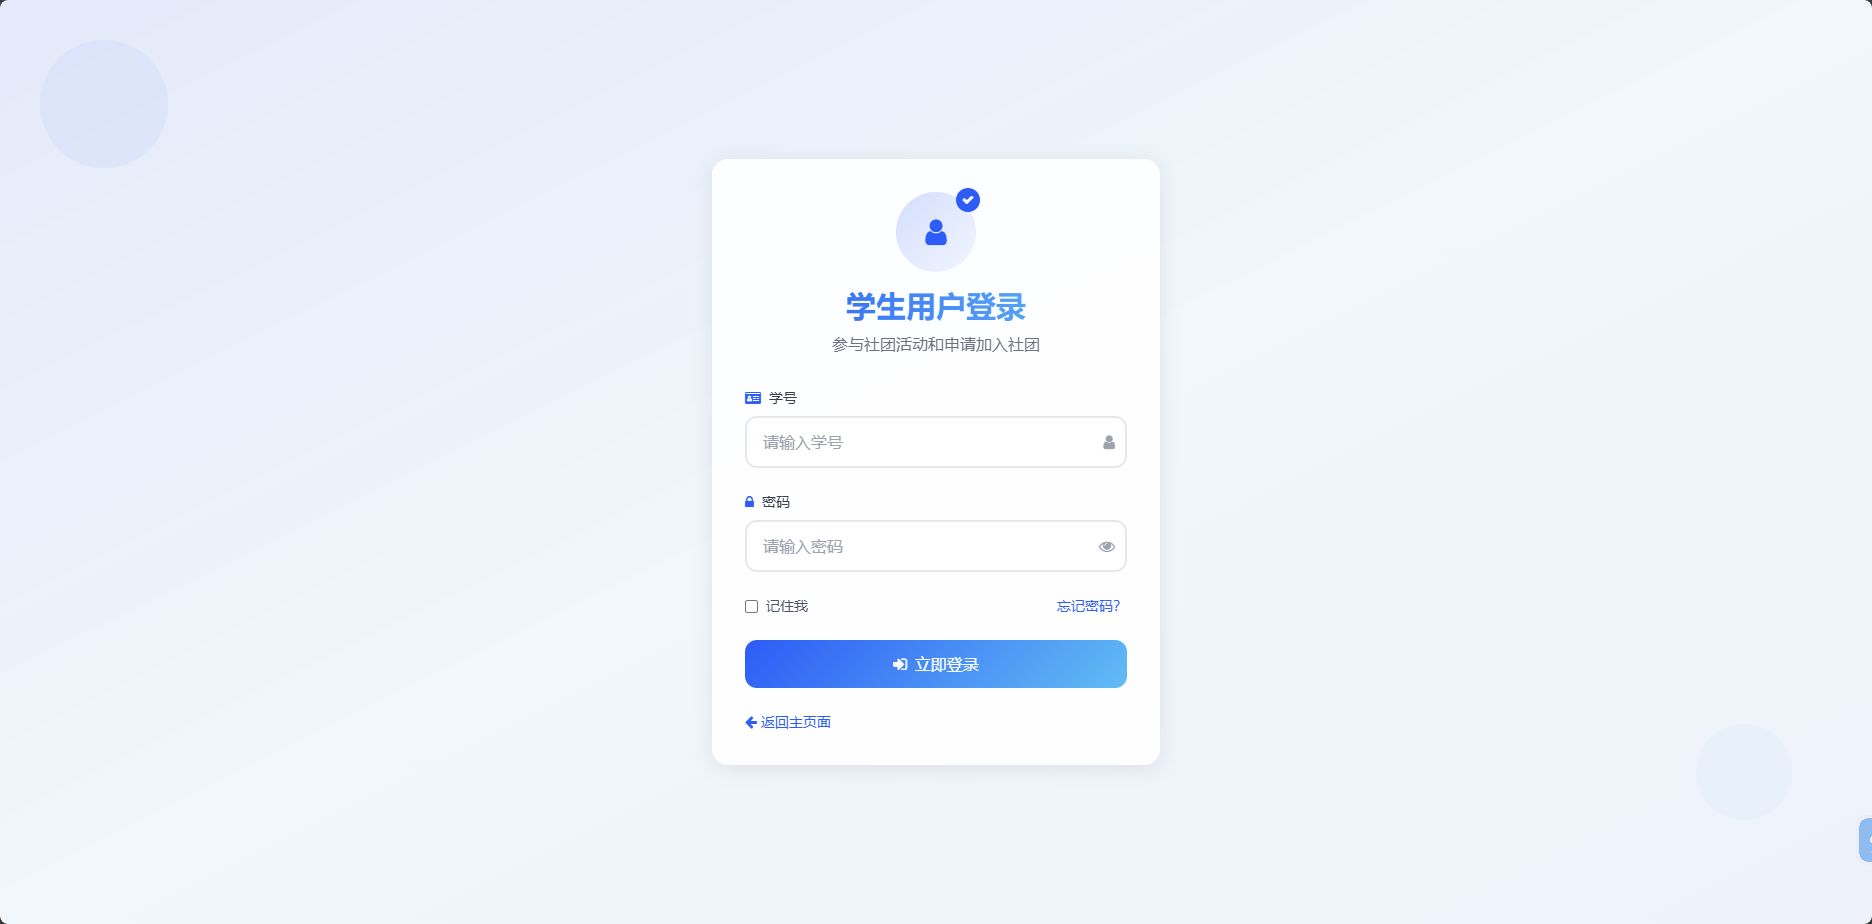 学生用户登录
参与社团活动和申请加入社团
学号
请输入学号
密码
请输入密码
记住我 忘记密码?
立即登录
返回主页面